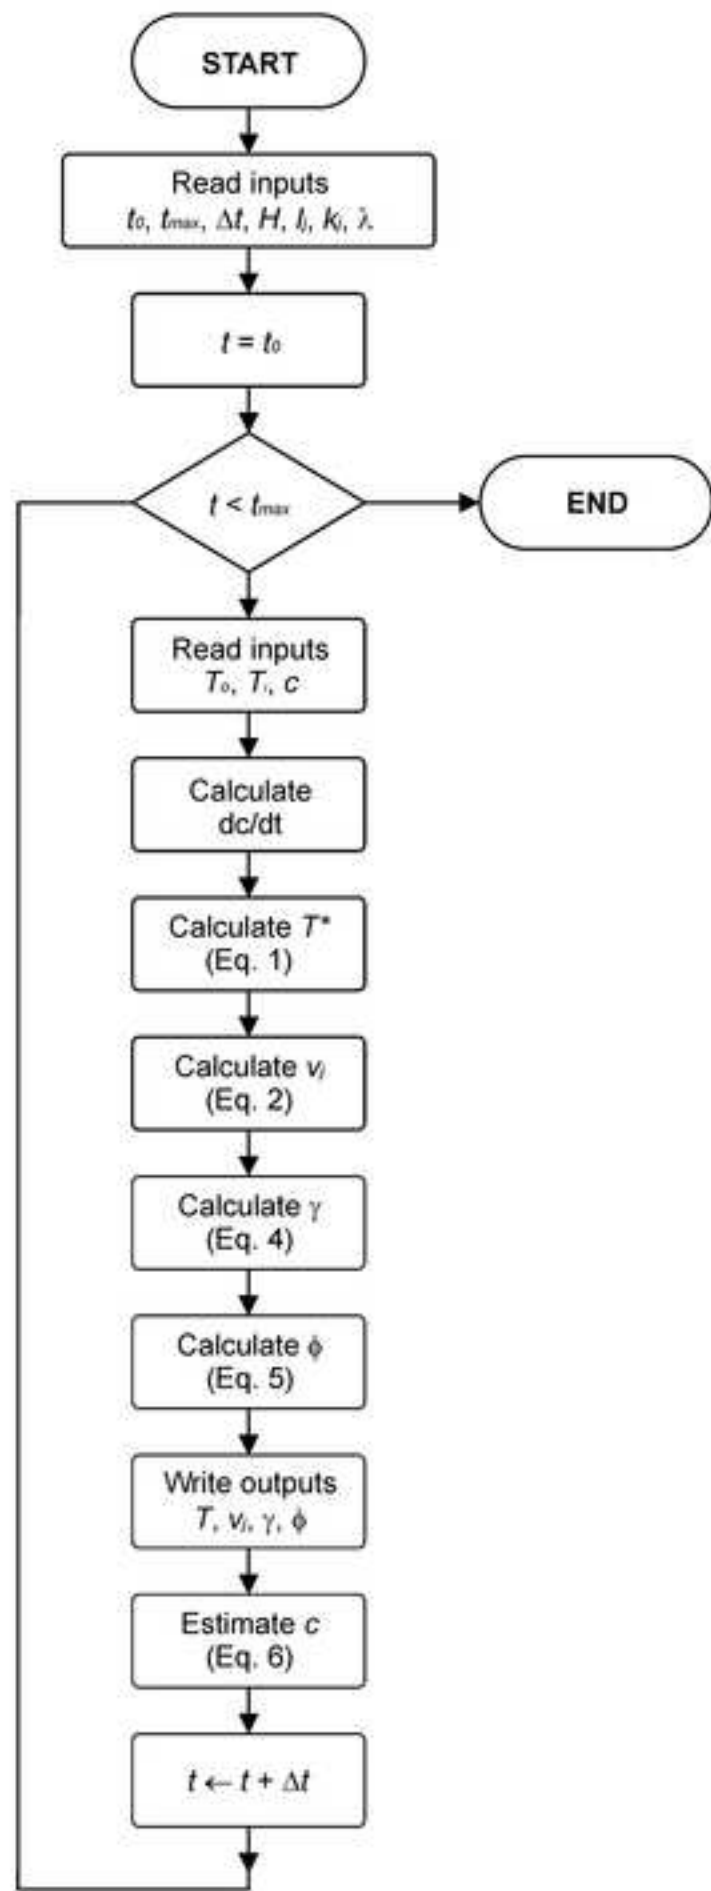 START
Read inputs
t₀, tmax, Δt, H, lⱼ, kⱼ, λ
t = t₀
t < tmax
END
Read inputs
T₀, Tᵢ, c
Calculate
dc/dt
Calculate T*
(Eq. 1)
Calculate vⱼ
(Eq. 2)
Calculate γ
(Eq. 4)
Calculate ϕ
(Eq. 5)
Write outputs
T, vⱼ, γ, ϕ
Estimate c
(Eq. 6)
t ← t + Δt